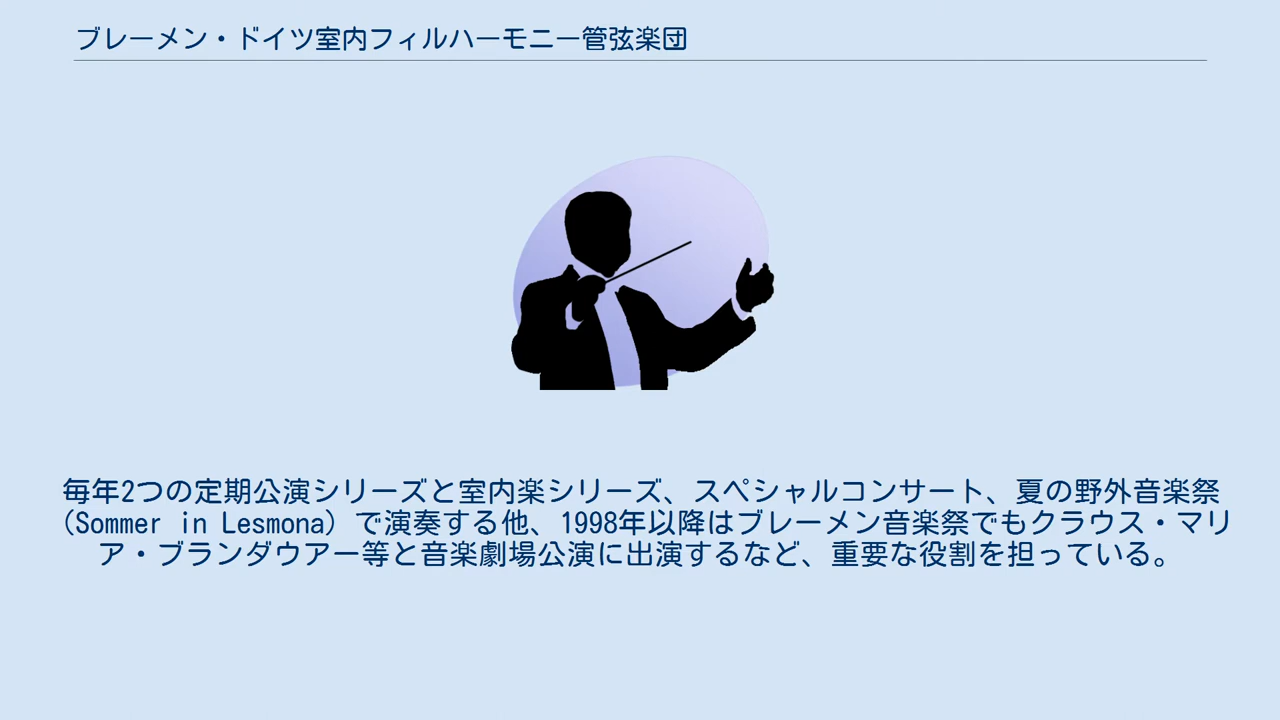 ブレーメン・ドイツ室内フィルハーモニー管弦楽団
毎年2つの定期公演シリーズと室内楽シリーズ、スペシャルコンサート、夏の野外音楽祭
(Sommer in Lesmona) で演奏する他、1998年以降はブレーメン音楽祭でもクラウス・マリ
ア・ブランダウアー等と音楽劇場公演に出演するなど、重要な役割を担っている。